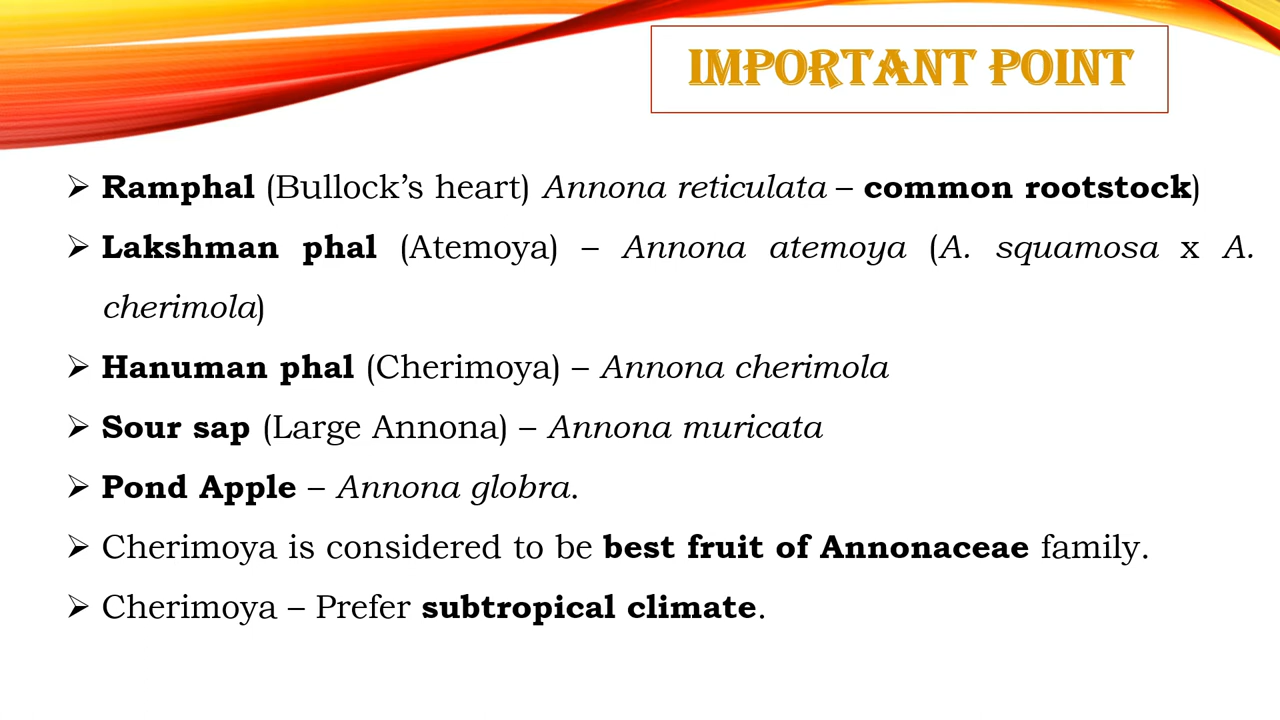 IMPORTANT POINT
➢ Ramphal (Bullock’s heart) Annona reticulata – common rootstock)
➢ Lakshman phal (Atemoya) – Annona atemoya (A. squamosa x A.
cherimola)
➢ Hanuman phal (Cherimoya) – Annona cherimola
➢ Sour sap (Large Annona) – Annona muricata
➢ Pond Apple – Annona globra.
➢ Cherimoya is considered to be best fruit of Annonaceae family.
➢ Cherimoya – Prefer subtropical climate.